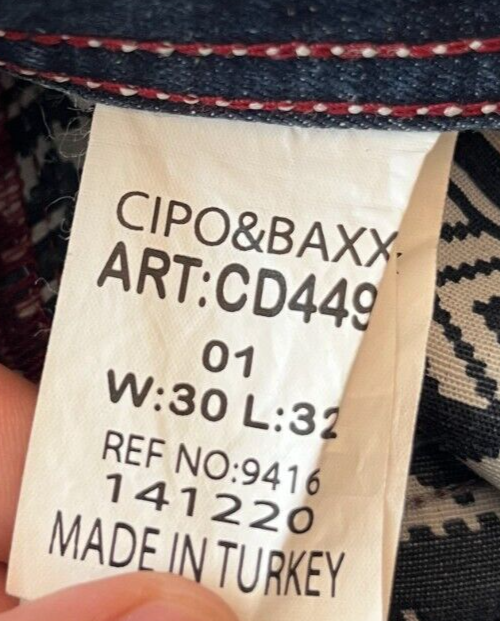 CIPO&BAXX
ART:CD449
01
W:30 L:32
REF NO:9416
141220
MADE IN TURKEY